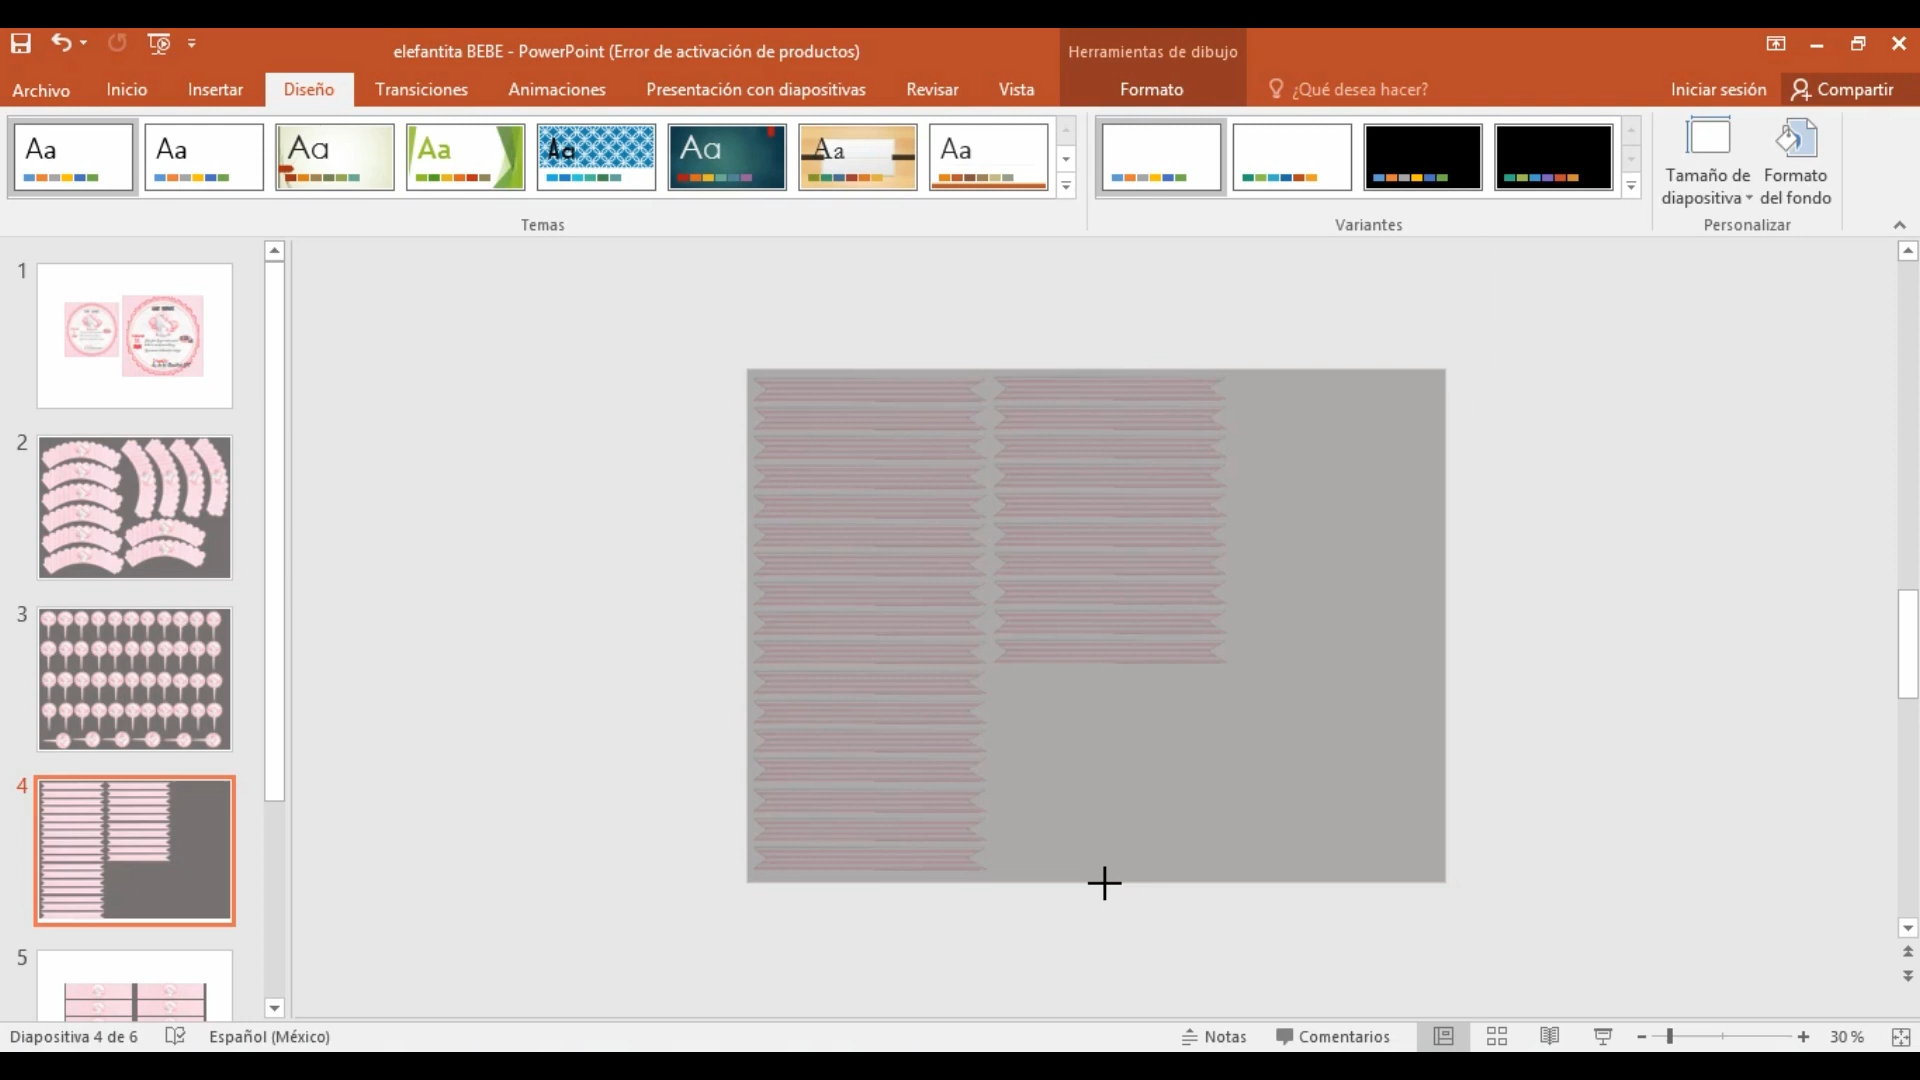 elefantita BEBE - PowerPoint (Error de activación de productos)
Herramientas de dibujo
Archivo Inicio Insertar Diseño Transiciones Animaciones Presentación con diapositivas Revisar Vista Formato ¿Qué desea hacer? Iniciar sesión Compartir
Aa Aa Aa Aa Aa Aa Aa Aa
Tamaño de diapositiva
Formato del fondo
Temas Variantes Personalizar
1
2
3
4
5
Diapositiva 4 de 6 Español (México) Notas Comentarios 30 %